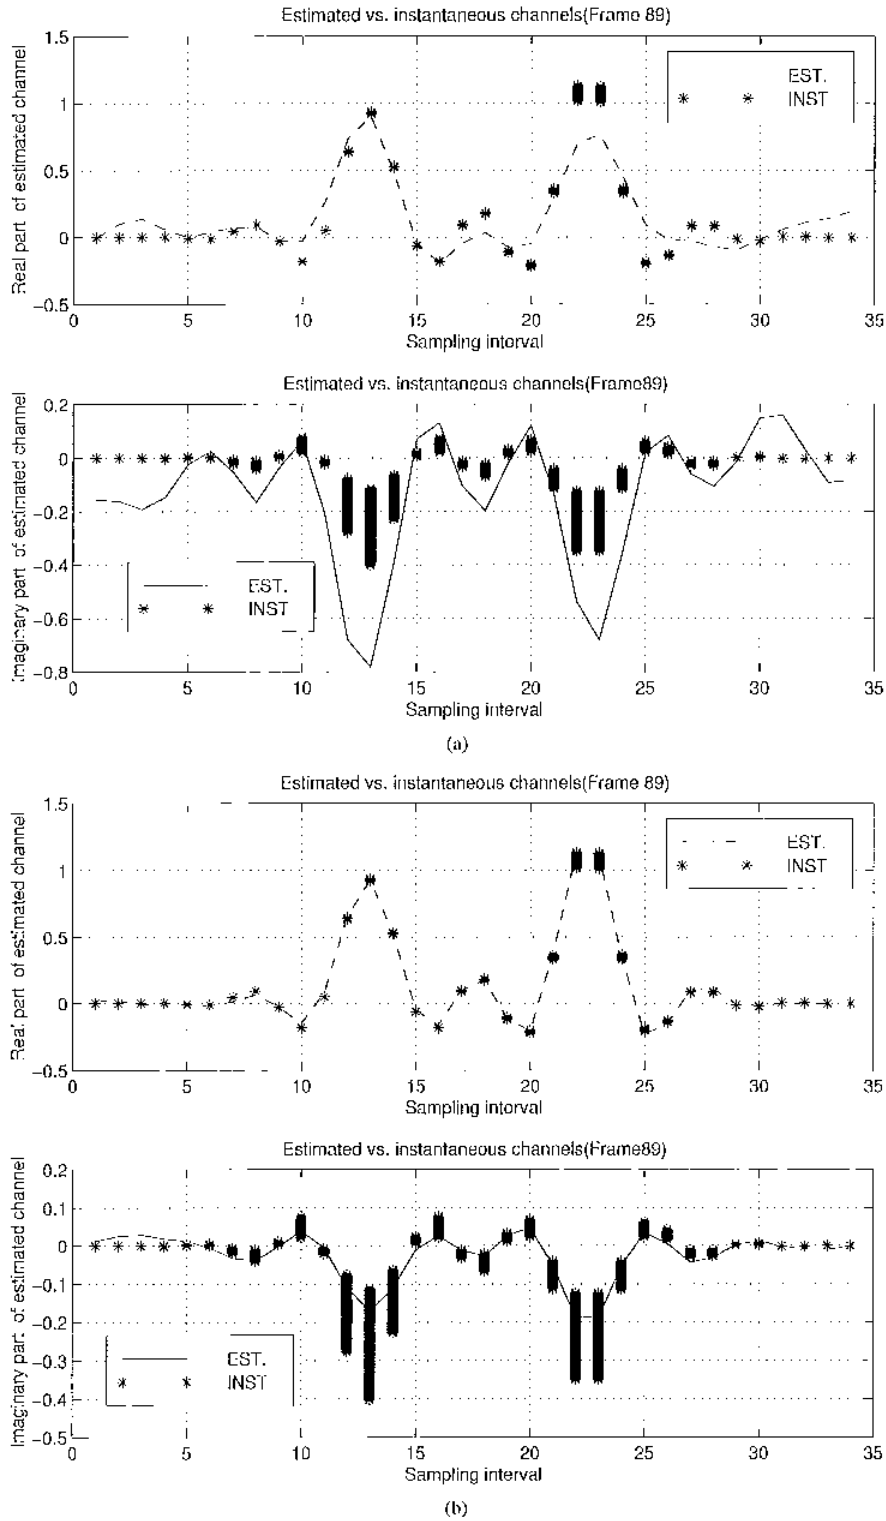 Estimated vs. instantaneous channels(Frame 89)
Real part of estimated channel
1.5
1
0.5
0
−0.5
EST.
INST
0 5 10 15 20 25 30 35
Sampling interval
Estimated vs. instantaneous channels(Frame89)
Imaginary part of estimated channel
0.2
0
−0.2
−0.4
−0.6
−0.8
EST.
INST
0 5 10 15 20 25 30 35
Sampling interval
(a)
Estimated vs. instantaneous channels(Frame 89)
Real part of estimated channel
1.5
1
0.5
0
−0.5
EST.
INST
0 5 10 15 20 25 30 35
Sampling interval
Estimated vs. instantaneous channels(Frame89)
Imaginary part of estimated channel
0.2
0.1
0
−0.1
−0.2
−0.3
−0.4
−0.5
EST.
INST
0 5 10 15 20 25 30 35
Sampling interval
(b)